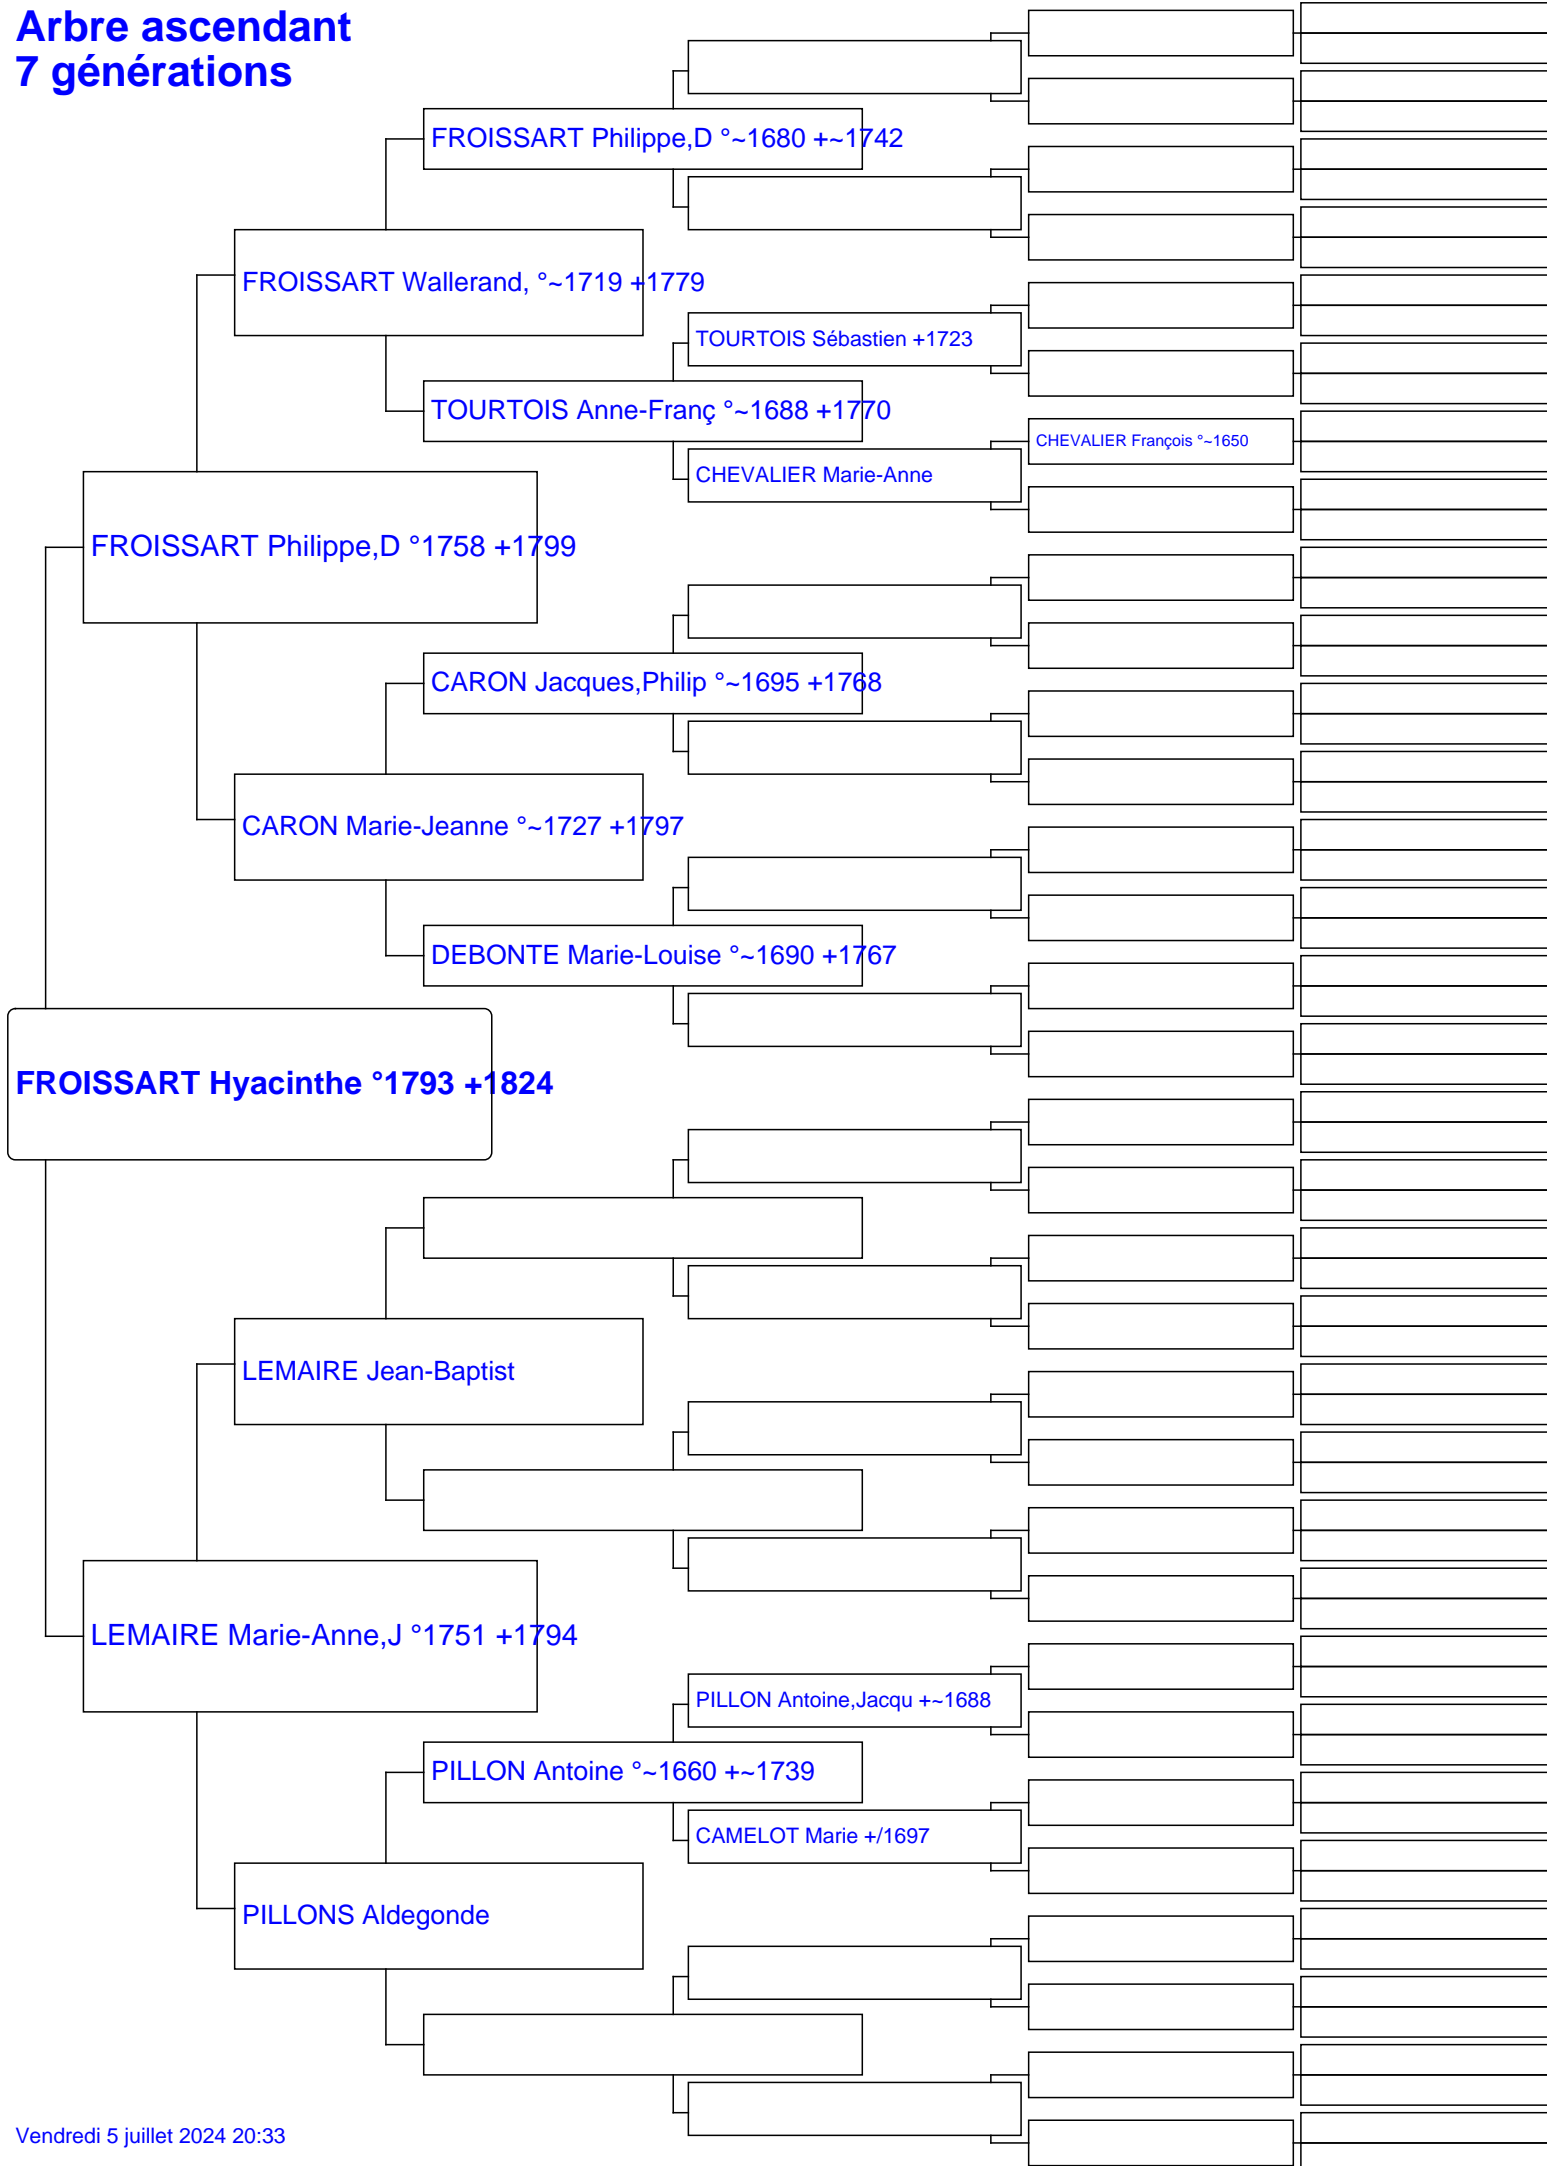 Arbre ascendant
7 générations
FROISSART Philippe,D °~1680 +~1742
FROISSART Wallerand, °~1719 +1779
TOURTOIS Sébastien +1723
TOURTOIS Anne-Franç °~1688 +1770
CHEVALIER François °~1650
CHEVALIER Marie-Anne
FROISSART Philippe,D °1758 +1799
CARON Jacques,Philip °~1695 +1768
CARON Marie-Jeanne °~1727 +1797
DEBONTE Marie-Louise °~1690 +1767
FROISSART Hyacinthe °1793 +1824
LEMAIRE Jean-Baptist
LEMAIRE Marie-Anne,J °1751 +1794
PILLON Antoine,Jacqu +~1688
PILLON Antoine °~1660 +~1739
CAMELOT Marie +/1697
PILLONS Aldegonde
Vendredi 5 juillet 2024 20:33